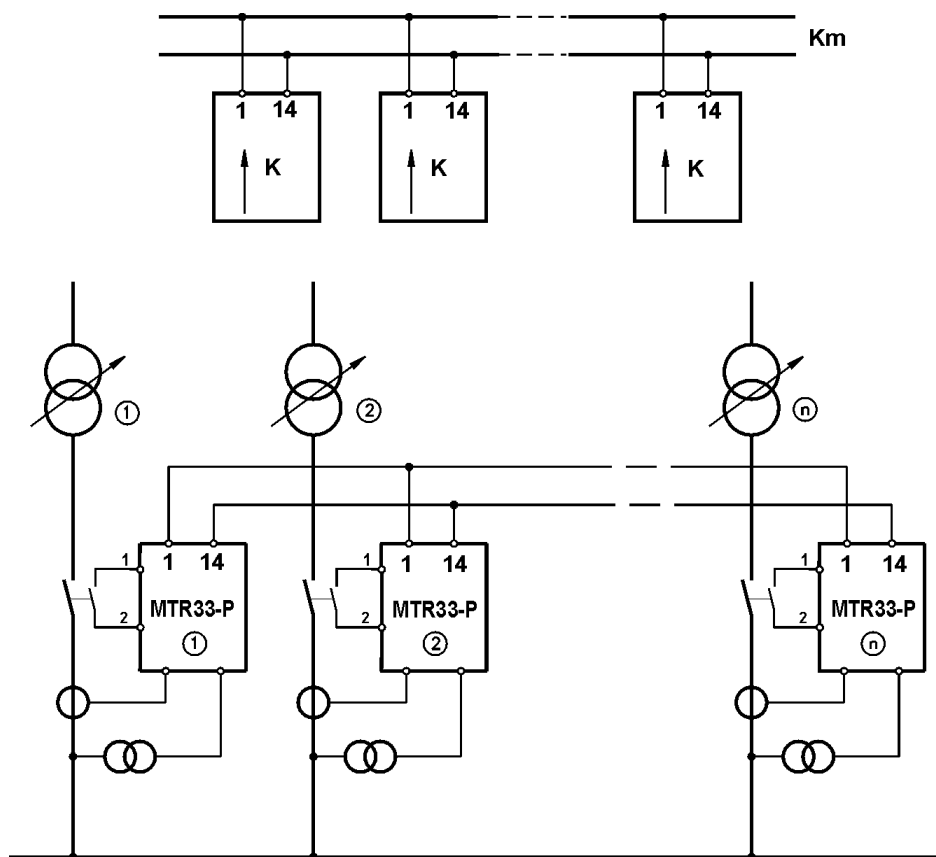 Km
1 14 1 14 1 14
K K K
1 2 n
1 1 14 1 1 14 1 1 14
MTR33-P MTR33-P MTR33-P
2 1 2 2 2 n